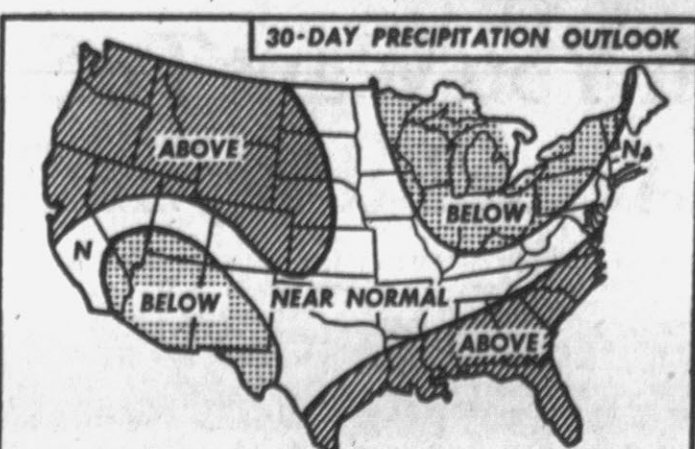 30-DAY PRECIPITATION OUTLOOK
ABOVE
N
BELOW
N
BELOW
NEAR NORMAL
ABOVE